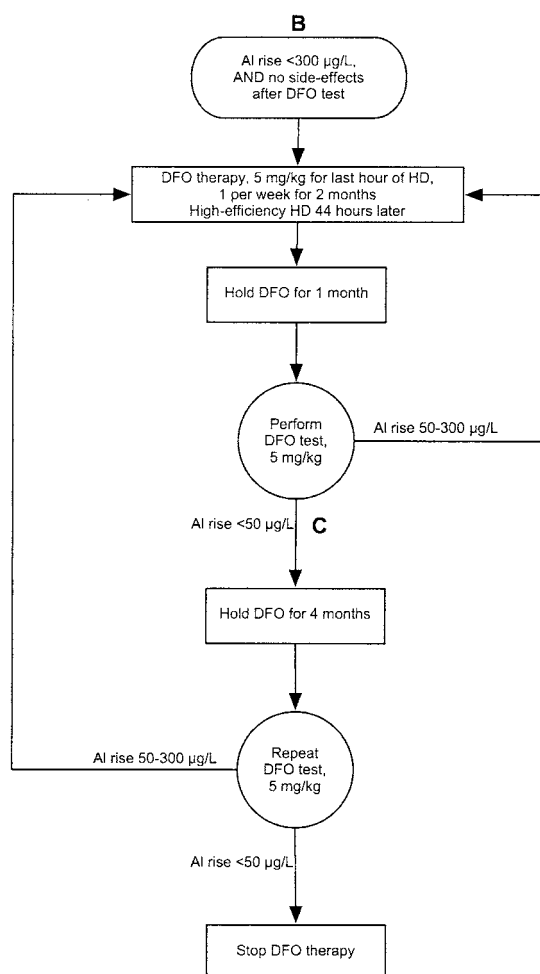 B
Al rise <300 µg/L,
AND no side-effects
after DFO test
DFO therapy, 5 mg/kg for last hour of HD,
1 per week for 2 months
High-efficiency HD 44 hours later
Hold DFO for 1 month
Perform
DFO test,
5 mg/kg
Al rise 50-300 µg/L
Al rise <50 µg/L
C
Hold DFO for 4 months
Al rise 50-300 µg/L
Repeat
DFO test,
5 mg/kg
Al rise <50 µg/L
Stop DFO therapy